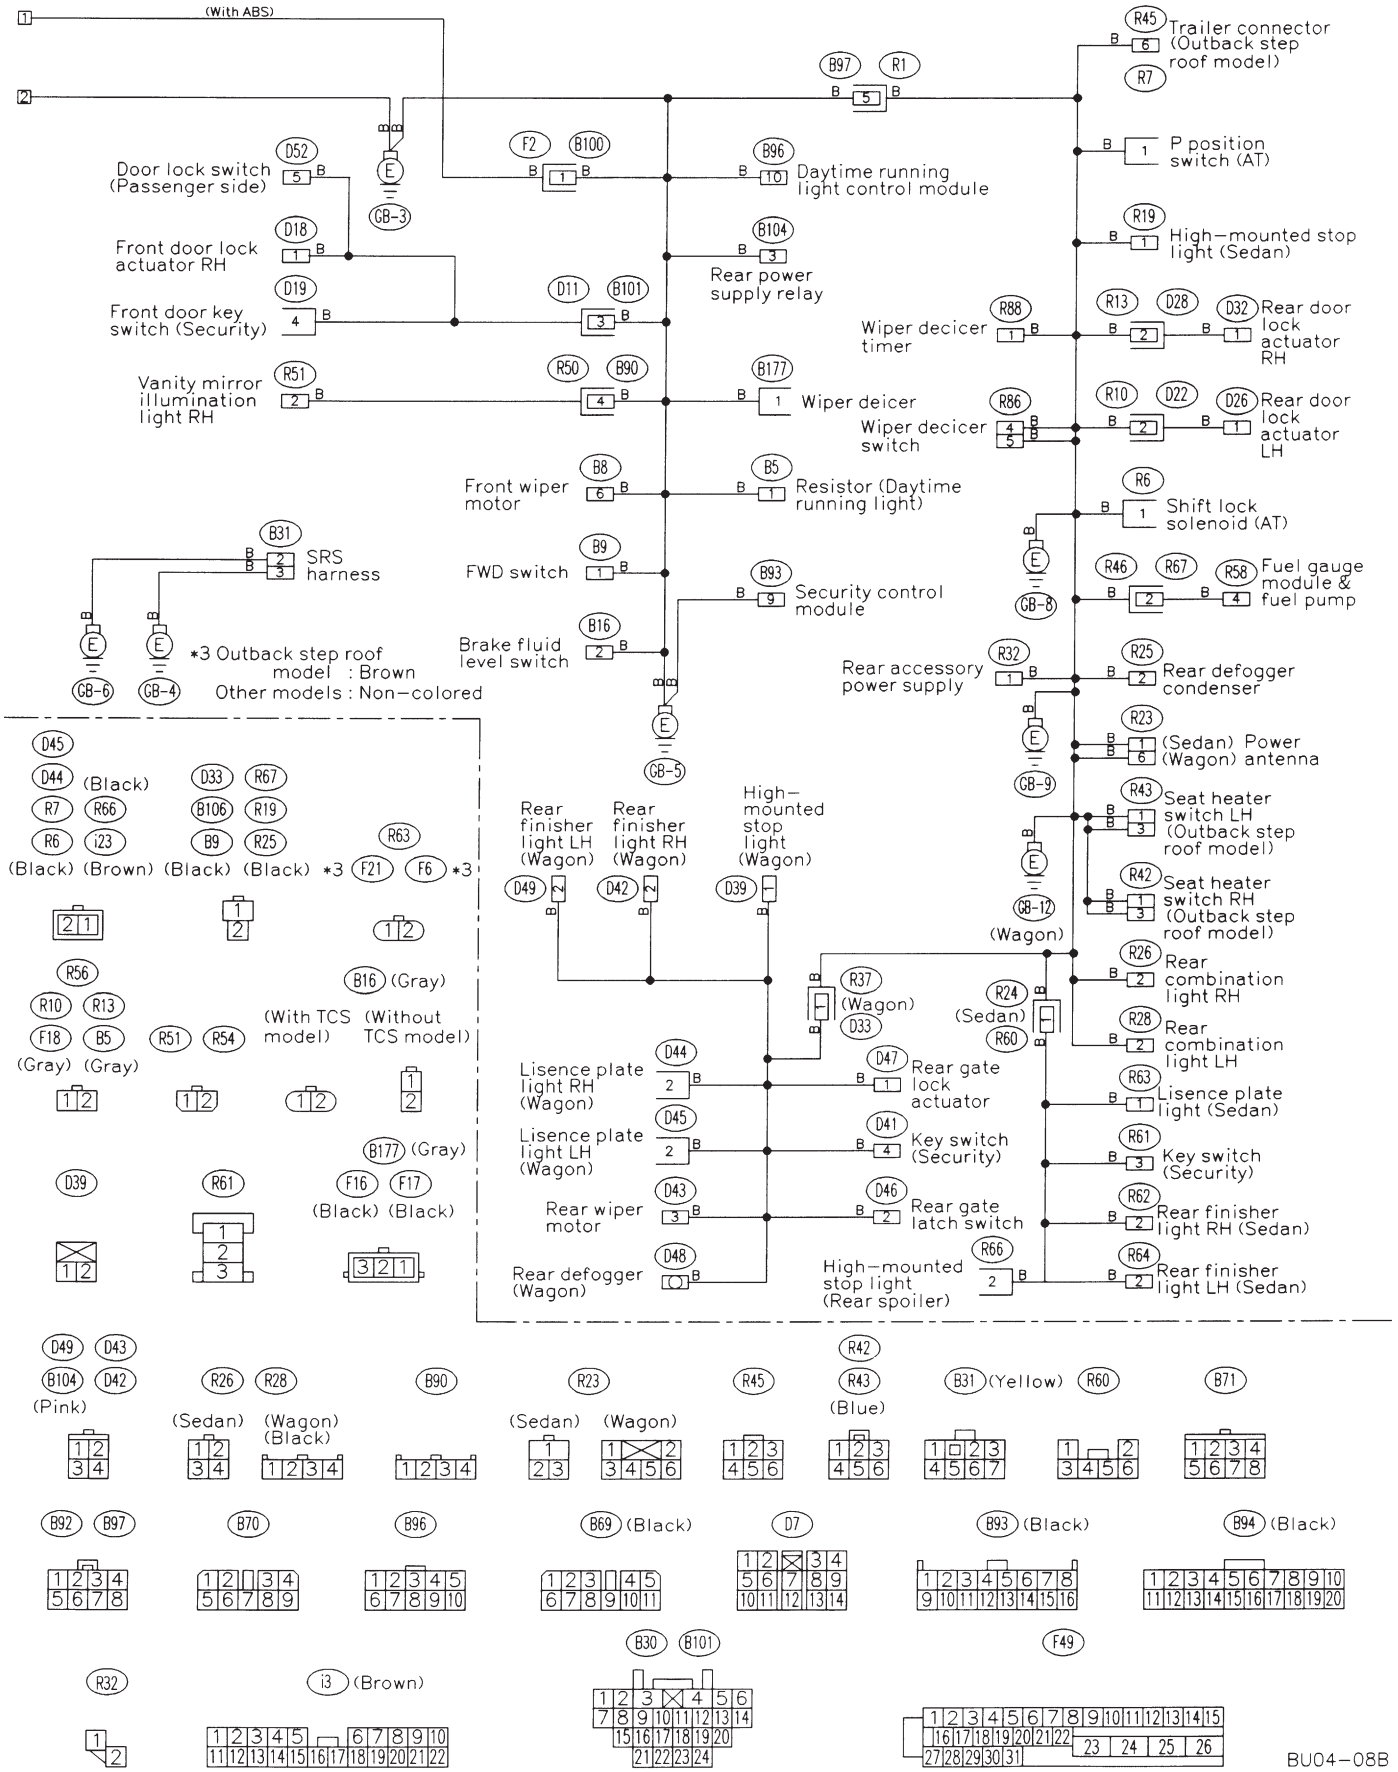 1
(With ABS)
2
B
B
E
GB-3
B97
R1
B
5
B
R45
B
6
Trailer connector
(Outback step
roof model)
R7
B
1
P position
switch (AT)
F2
B100
B
1
B
B96
B
10
Daytime running
light control module
D52
Door lock switch
(Passenger side)
5
B
D18
Front door lock
actuator RH
1
B
B104
3
Rear power
supply relay
R19
B
1
High-mounted stop
light (Sedan)
D19
Front door key
switch (Security)
4
B
D11
B101
3
B
R88
Wiper decicer
timer
1
B
R13
D28
B
2
B
D32
1
Rear door
lock
actuator
RH
R51
Vanity mirror
illumination
light RH
2
B
R50
B90
4
B
B177
B
1
Wiper deicer
R86
Wiper decicer
switch
4
B
5
B
R10
D22
B
2
B
D26
1
Rear door
lock
actuator
LH
B8
Front wiper
motor
6
B
B5
B
1
Resistor (Daytime
running light)
R6
B
1
Shift lock
solenoid (AT)
B
E
GB-8
B31
B
2
B
3
SRS
harness
B9
FWD switch
1
B
B93
B
9
Security control
module
R46
R67
B
2
B
R58
4
Fuel gauge
module &
fuel pump
B
E
GB-6
B
E
GB-4
*3 Outback step roof
model : Brown
Other models : Non-colored
B16
Brake fluid
level switch
2
B
B
B
E
GB-5
R32
Rear accessory
power supply
1
B
R25
B
2
Rear defogger
condenser
B
E
GB-9
R23
B
1
(Sedan) Power
B
6
(Wagon) antenna
R43
B
1
B
3
Seat heater
switch LH
(Outback step
roof model)
B
E
GB-12
(Wagon)
R42
B
1
B
3
Seat heater
switch RH
(Outback step
roof model)
R26
B
2
Rear
combination
light RH
R28
B
2
Rear
combination
light LH
Rear
finisher
light LH
(Wagon)
D49
2
B
Rear
finisher
light RH
(Wagon)
D42
2
B
High-
mounted
stop
light
(Wagon)
D39
1
B
B
1
B
R37
(Wagon)
D33
B
1
B
R24
(Sedan)
R60
R63
B
1
Lisence plate
light (Sedan)
D44
Lisence plate
light RH
(Wagon)
2
B
D47
B
1
Rear gate
lock
actuator
D45
Lisence plate
light LH
(Wagon)
2
B
D41
B
4
Key switch
(Security)
R61
B
3
Key switch
(Security)
D43
Rear wiper
motor
3
B
D46
B
2
Rear gate
latch switch
R62
B
2
Rear finisher
light RH (Sedan)
D48
Rear defogger
(Wagon)
B
R66
High-mounted
stop light
(Rear spoiler)
2
B
R64
B
2
Rear finisher
light LH (Sedan)
D45
D44 (Black)
R7 R66
R6 i23
(Black) (Brown)
2 1
D33 R67
B106 R19
B9 R25
(Black) (Black)
1
2
R63
*3 F21 F6 *3
1 2
R56
R10 R13
F18 B5
(Gray) (Gray)
1 2
R51 R54
1 2
B16 (Gray)
(With TCS
model)
1 2
(Without
TCS model)
1
2
D39
1 2
R61
1
2
3
B177 (Gray)
F16 F17
(Black) (Black)
3 2 1
D49 D43
B104 D42
(Pink)
1 2
3 4
R26 R28
(Sedan)
1 2
3 4
(Wagon)
(Black)
1 2 3 4
B90
1 2 3 4
R23
(Sedan)
1
2 3
(Wagon)
1 2
3 4 5 6
R45
1 2 3
4 5 6
R42
R43
(Blue)
1 2 3
4 5 6
B31 (Yellow)
1 2 3
4 5 6 7
R60
1 2
3 4 5 6
B71
1 2 3 4
5 6 7 8
B92 B97
1 2 3 4
5 6 7 8
B70
1 2 3 4
5 6 7 8 9
B96
1 2 3 4 5
6 7 8 9 10
B69 (Black)
1 2 3 4 5
6 7 8 9 10 11
D7
1 2 3 4
5 6 7 8 9
10 11 12 13 14
B93 (Black)
1 2 3 4 5 6 7 8
9 10 11 12 13 14 15 16
B94 (Black)
1 2 3 4 5 6 7 8 9 10
11 12 13 14 15 16 17 18 19 20
R32
1
2
i3 (Brown)
1 2 3 4 5 6 7 8 9 10
11 12 13 14 15 16 17 18 19 20 21 22
B30 B101
1 2 3 4 5 6
7 8 9 10 11 12 13 14
15 16 17 18 19 20
21 22 23 24
F49
1 2 3 4 5 6 7 8 9 10 11 12 13 14 15
16 17 18 19 20 21 22 23 24 25 26
27 28 29 30 31
BU04-08B